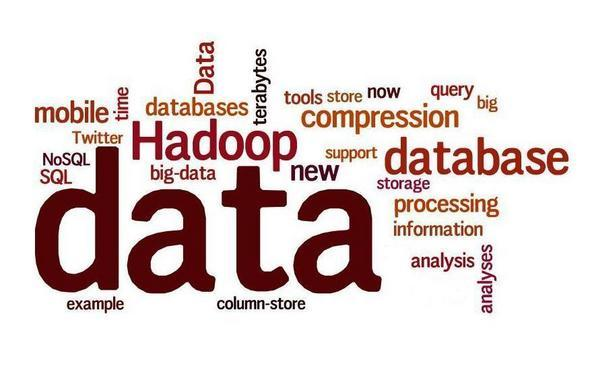 Data
terabytes
mobile
time
databases
tools
store
now
query
big
compression
Twitter
Hadoop
support
database
NoSQL
SQL
big-data
new
storage
data
processing
information
analysis
analyses
example
column-store